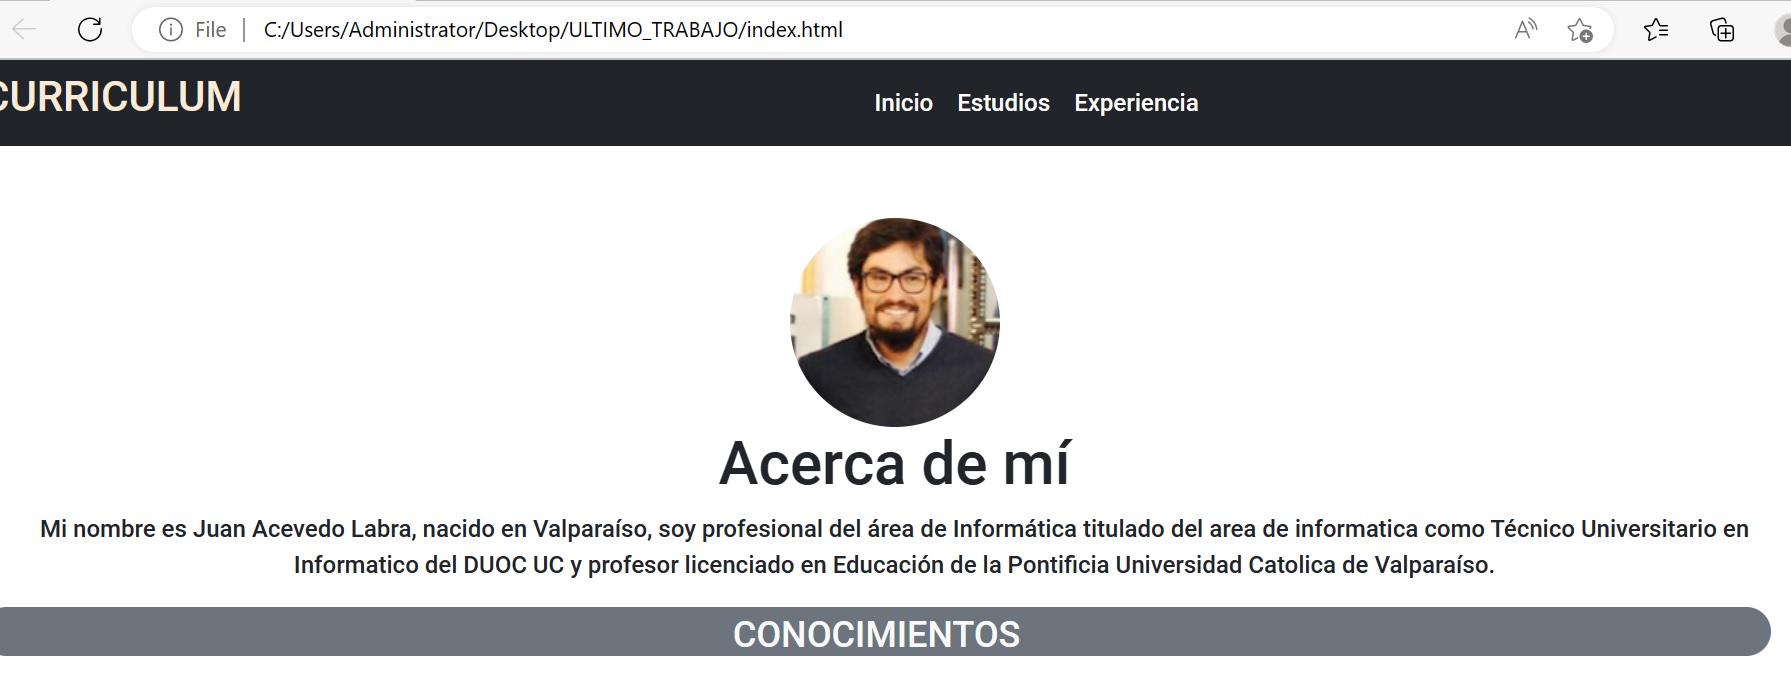 File | C:/Users/Administrator/Desktop/ULTIMO_TRABAJO/index.html
CURRICULUM
Inicio Estudios Experiencia
Acerca de mí
Mi nombre es Juan Acevedo Labra, nacido en Valparaíso, soy profesional del área de Informática titulado del area de informatica como Técnico Universitario en
Informatico del DUOC UC y profesor licenciado en Educación de la Pontificia Universidad Catolica de Valparaíso.
CONOCIMIENTOS